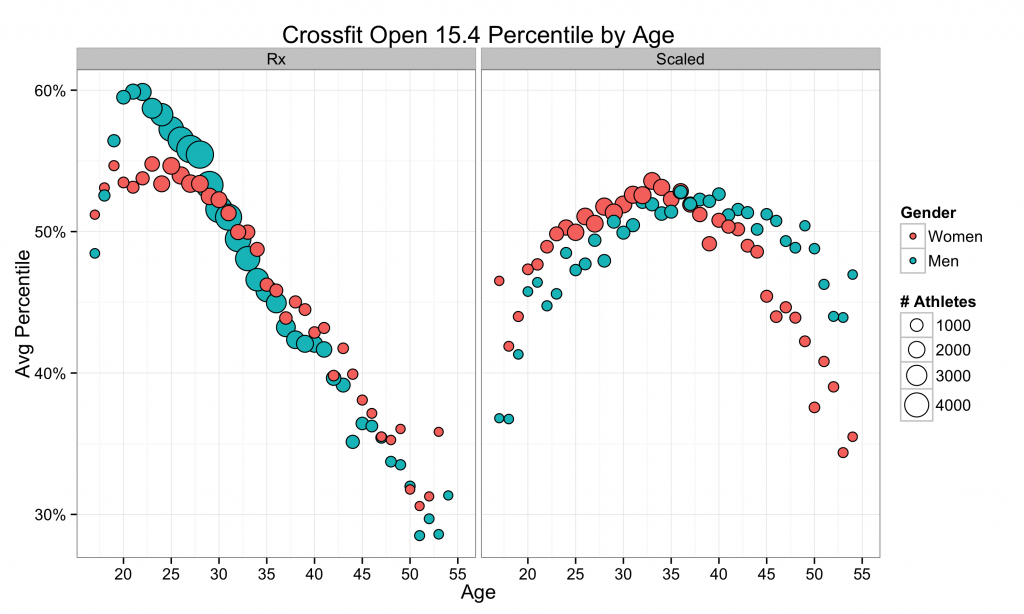 Crossfit Open 15.4 Percentile by Age
Rx
Scaled
60%
50%
40%
30%
Avg Percentile
20 25 30 35 40 45 50 55
20 25 30 35 40 45 50 55
Age
Gender
Women
Men
# Athletes
1000
2000
3000
4000